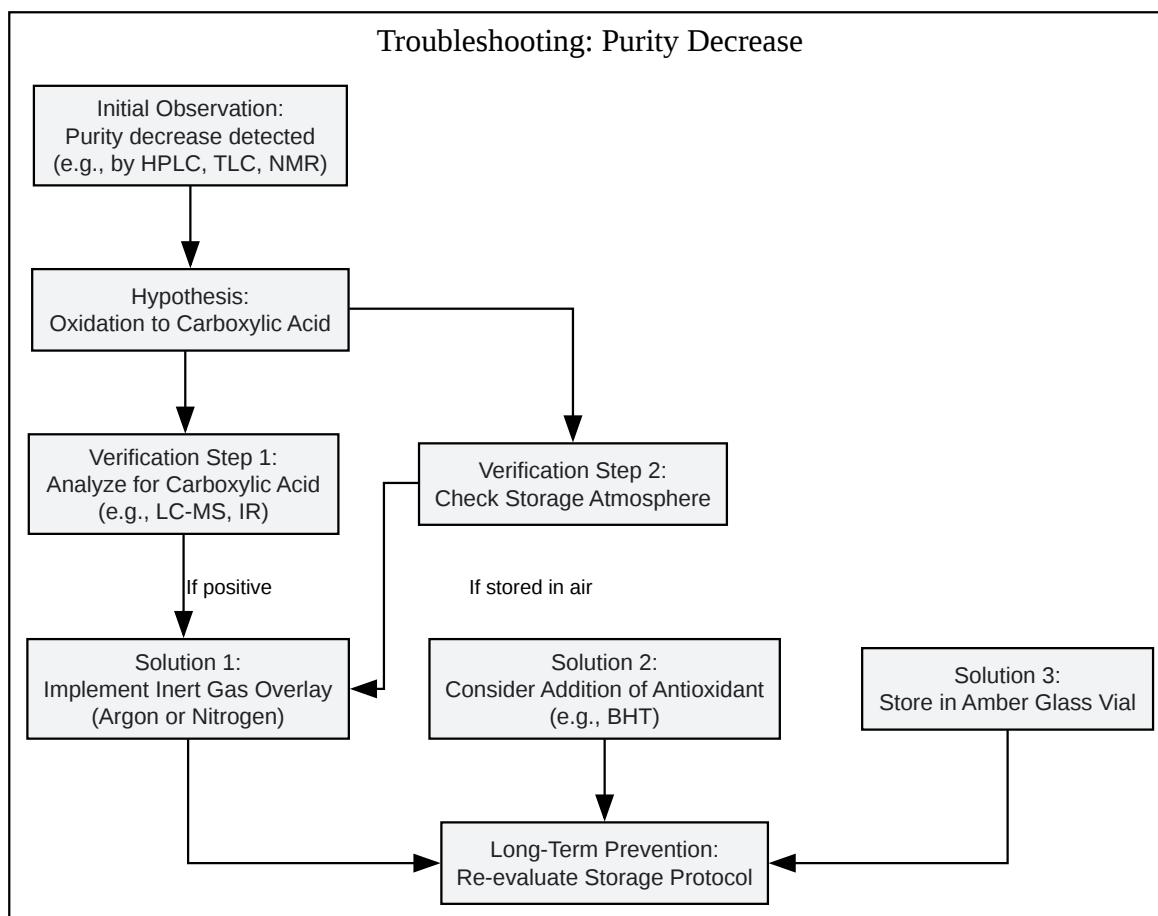 Troubleshooting: Purity Decrease
Initial Observation:
Purity decrease detected
(e.g., by HPLC, TLC, NMR)
Hypothesis:
Oxidation to Carboxylic Acid
Verification Step 1:
Analyze for Carboxylic Acid
(e.g., LC-MS, IR)
Verification Step 2:
Check Storage Atmosphere
If positive
If stored in air
Solution 1:
Implement Inert Gas Overlay
(Argon or Nitrogen)
Solution 2:
Consider Addition of Antioxidant
(e.g., BHT)
Solution 3:
Store in Amber Glass Vial
Long-Term Prevention:
Re-evaluate Storage Protocol